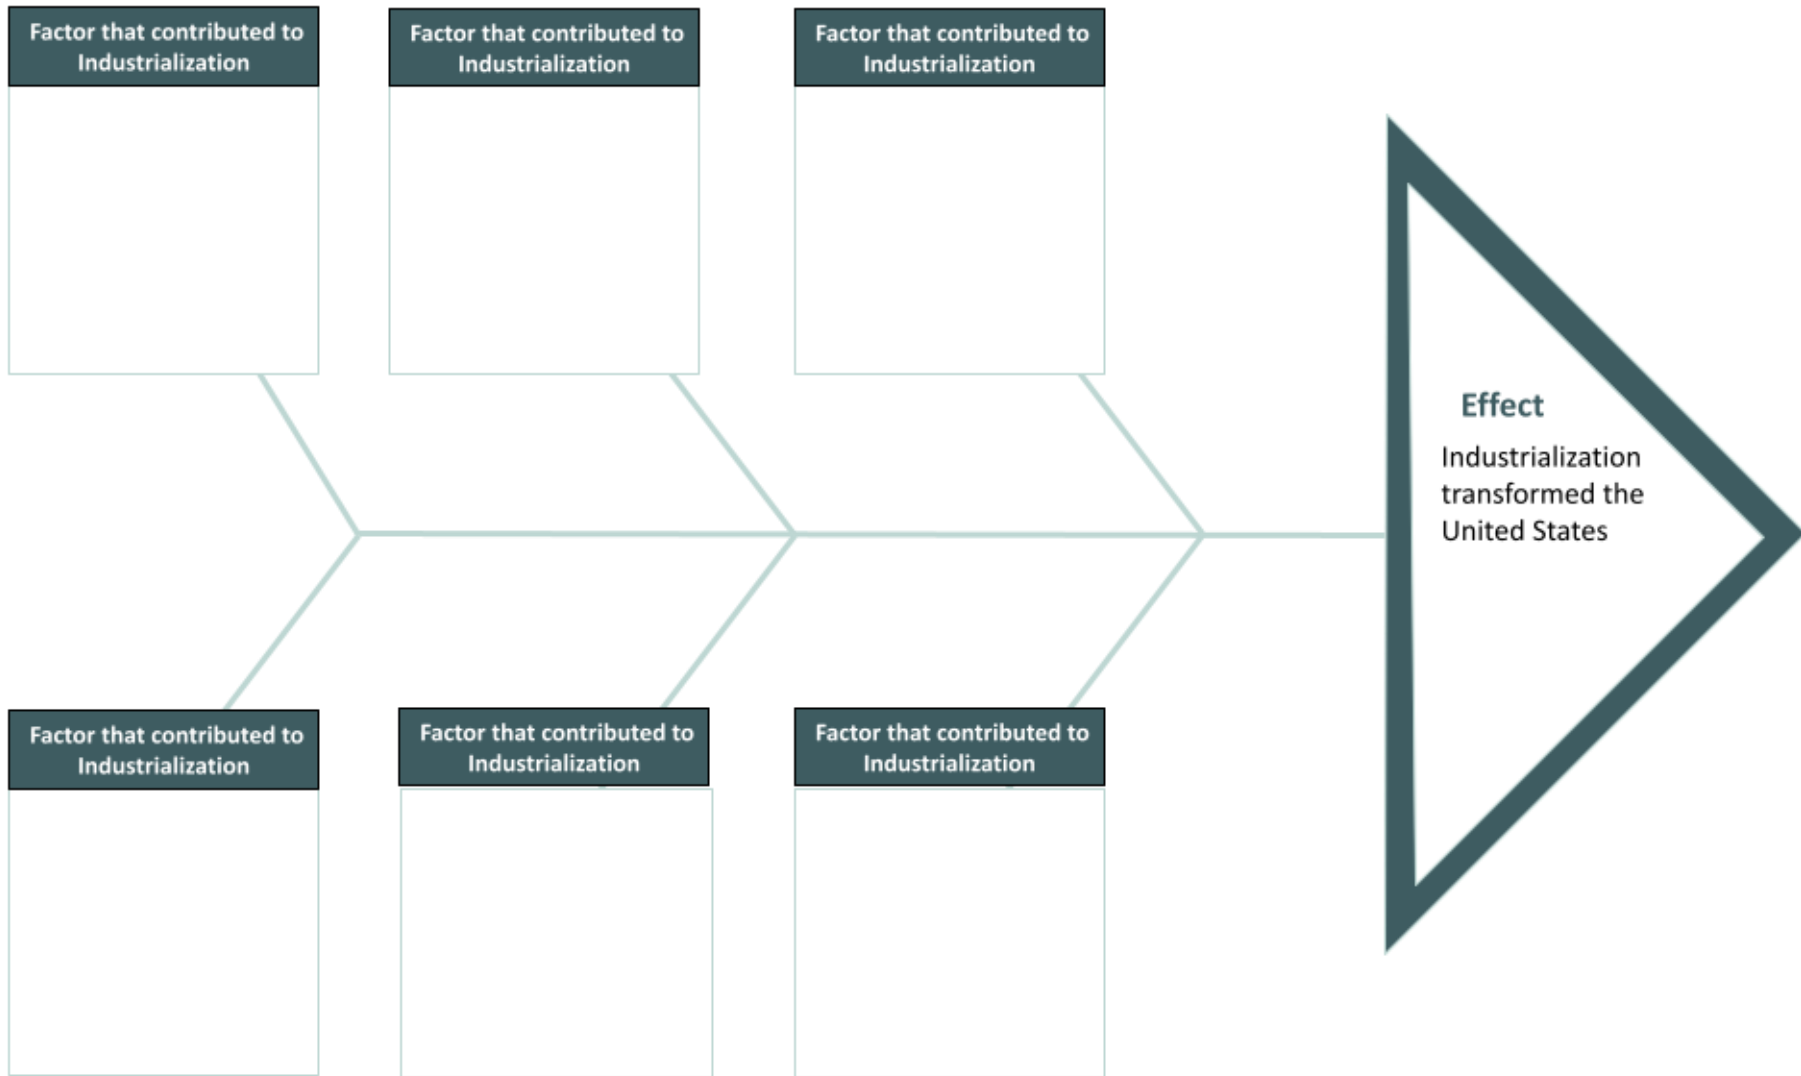 Factor that contributed to
Industrialization
Factor that contributed to
Industrialization
Factor that contributed to
Industrialization
Effect
Industrialization
transformed the
United States
Factor that contributed to
Industrialization
Factor that contributed to
Industrialization
Factor that contributed to
Industrialization